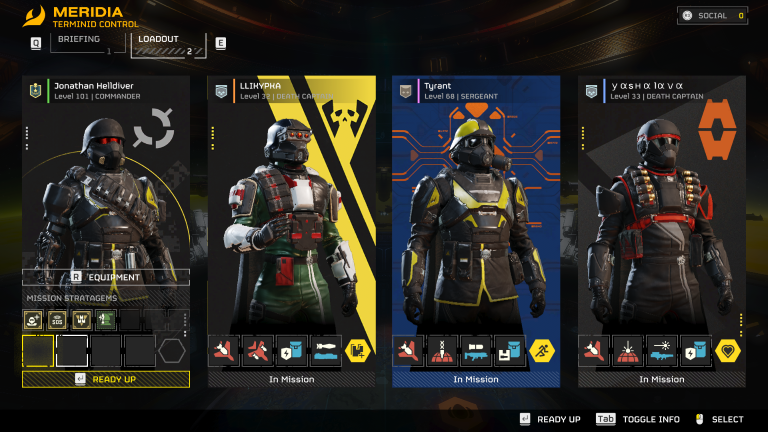 MERIDIA
TERMINID CONTROL
SOCIAL 0
Q BRIEFING 1 LOADOUT 2 E
Jonathan Helldiver
Level 101 | COMMANDER
LLIKYPHA
Level 32 | DEATH CAPTAIN
Tyrant
Level 68 | SERGEANT
Level 33 | DEATH CAPTAIN
R EQUIPMENT
MISSION STRATAGEMS
SOS
READY UP
In Mission
In Mission
In Mission
READY UP Tab TOGGLE INFO SELECT